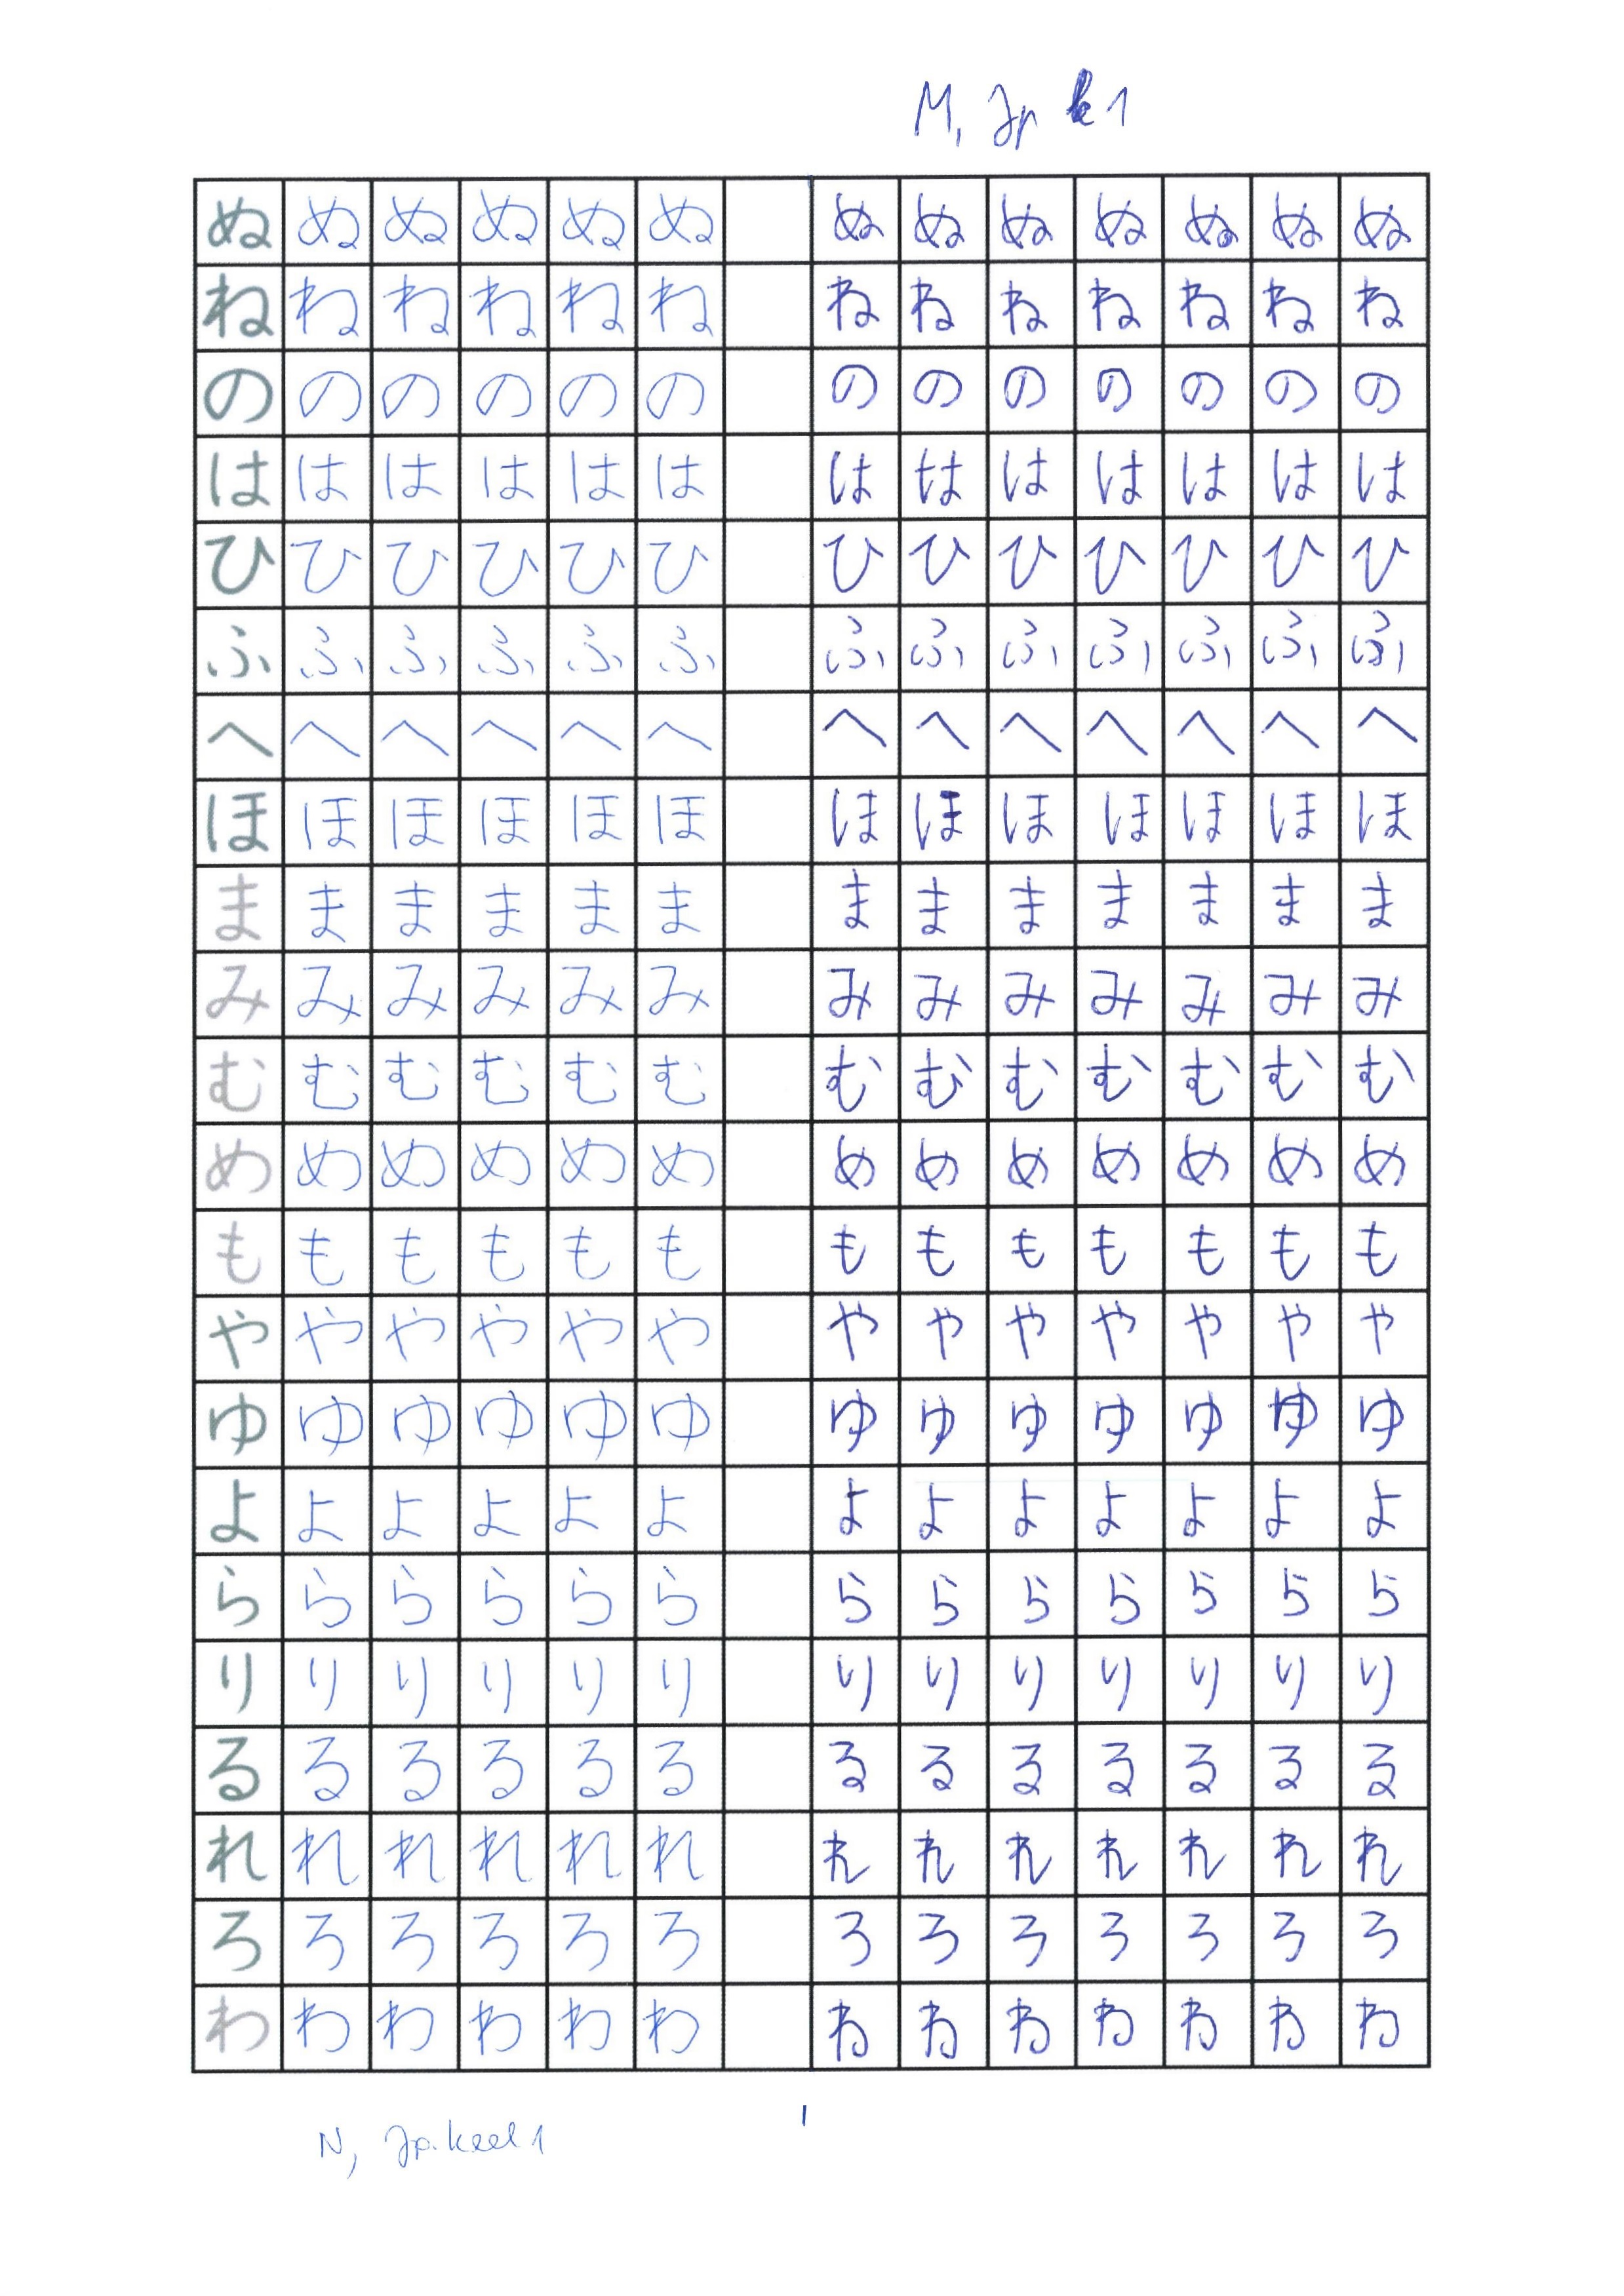 M, Jp k 1
ぬ ぬ ぬ ぬ ぬ ぬ ぬ ぬ ぬ ぬ ぬ ぬ ぬ
ね ね ね ね ね ね ね ね ね ね ね ね ね
の の の の の の の の の の の の の
は は は は は は は は は は は は は
ひ ひ ひ ひ ひ ひ ひ ひ ひ ひ ひ ひ ひ
ふ ふ ふ ふ ふ ふ ふ ふ ふ ふ ふ ふ ふ
へ へ へ へ へ へ へ へ へ へ へ へ へ
ほ ほ ほ ほ ほ ほ ほ ほ ほ ほ ほ ほ ほ
ま ま ま ま ま ま ま ま ま ま ま ま ま
み み み み み み み み み み み み み
む む む む む む む む む む む む む
め め め め め め め め め め め め め
も も も も も も も も も も も も も
や や や や や や や や や や や や や
ゆ ゆ ゆ ゆ ゆ ゆ ゆ ゆ ゆ ゆ ゆ ゆ ゆ
よ よ よ よ よ よ よ よ よ よ よ よ よ
ら ら ら ら ら ら ら ら ら ら ら ら ら
り り り り り り り り り り り り り
る る る る る る る る る る る る る
れ れ れ れ れ れ れ れ れ れ れ れ れ
ろ ろ ろ ろ ろ ろ ろ ろ ろ ろ ろ ろ ろ
わ わ わ わ わ わ わ わ わ わ わ わ わ
N, Jp. keel 1